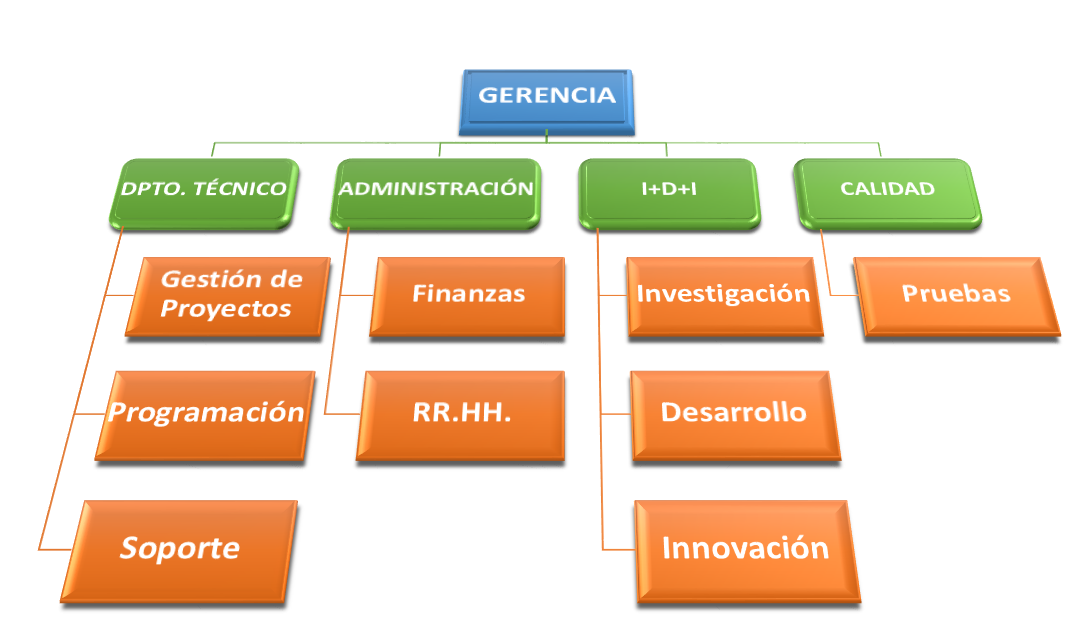 GERENCIA
DPTO. TÉCNICO
ADMINISTRACIÓN
I+D+I
CALIDAD
Gestión de
Proyectos
Finanzas
Investigación
Pruebas
Programación
RR.HH.
Desarrollo
Soporte
Innovación